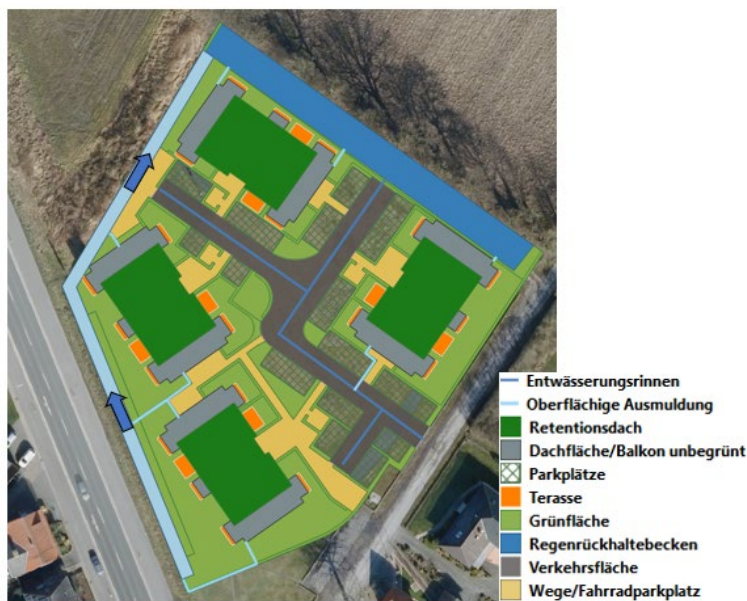 Entwässerungsrinnen
Oberflächige Ausmuldung
Retentionsdach
Dachfläche/Balkon unbegrünt
Parkplätze
Terasse
Grünfläche
Regenrückhaltebecken
Verkehrsfläche
Wege/Fahrradparkplatz